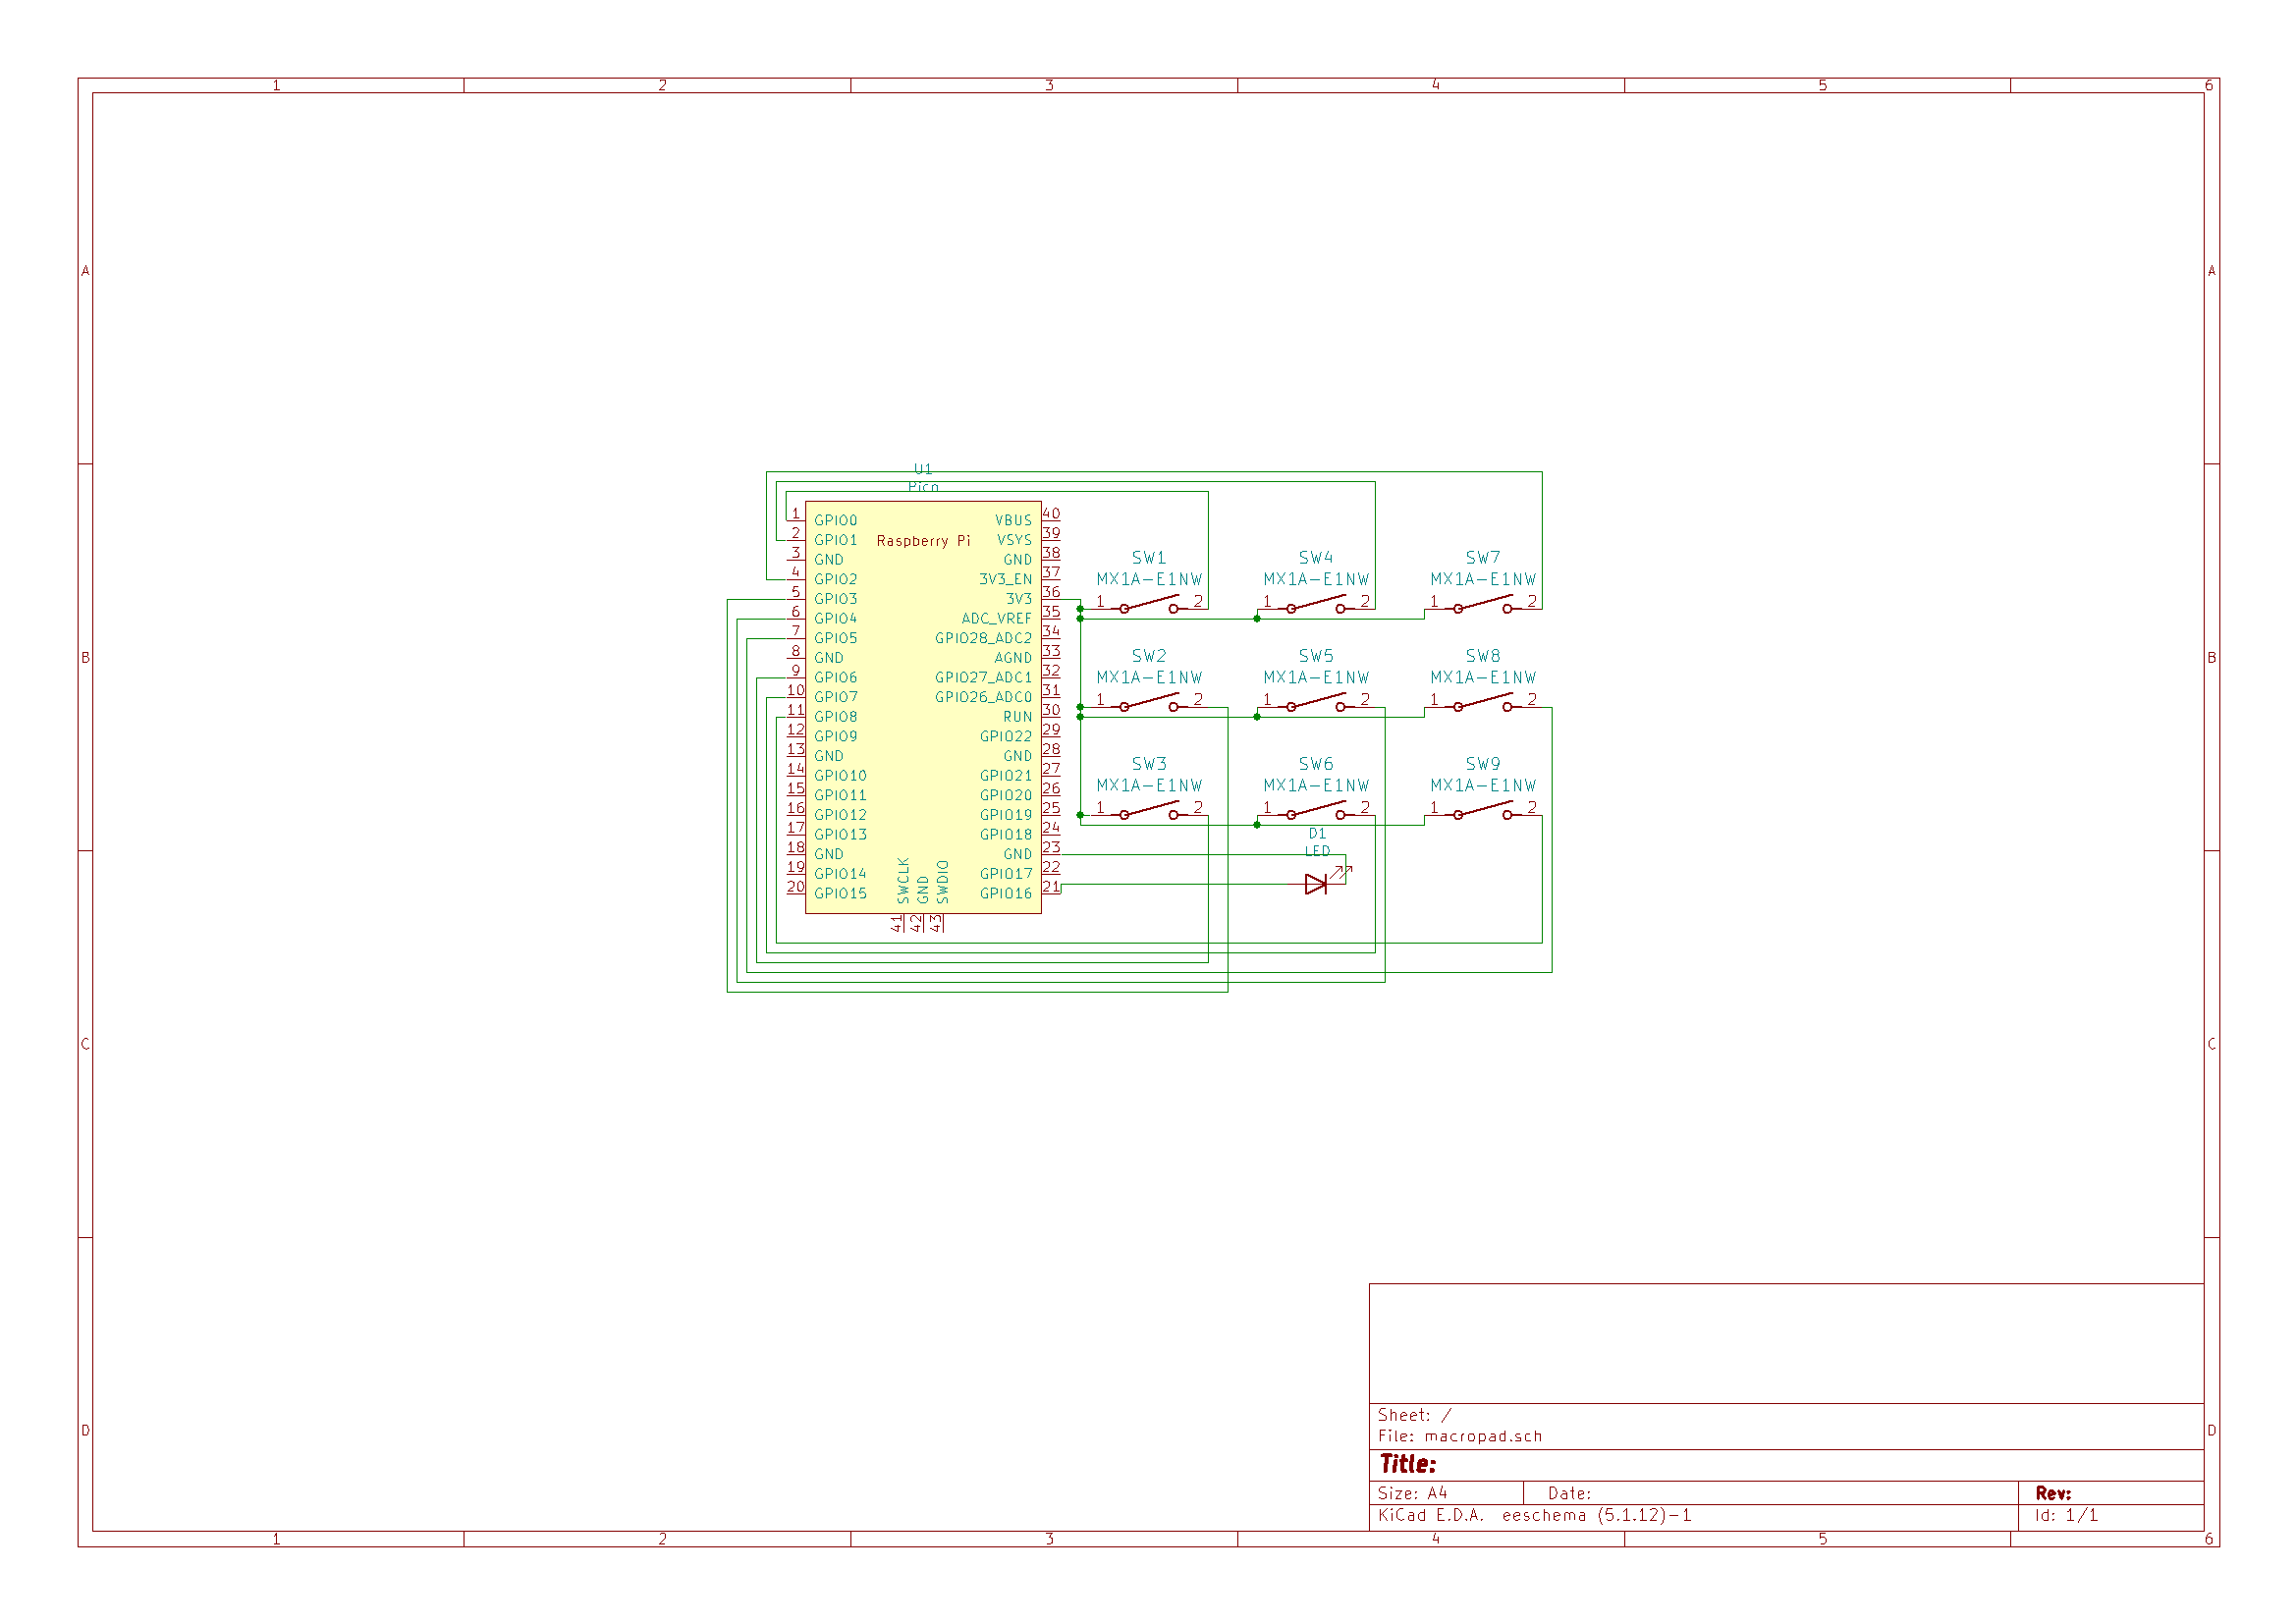 1 2 3 4 5 6
A A
B B
C C
D D
U1
Pico
Raspberry Pi
1 GPIO0 VBUS 40
2 GPIO1 VSYS 39
3 GND GND 38
4 GPIO2 3V3_EN 37
5 GPIO3 3V3 36
6 GPIO4 ADC_VREF 35
7 GPIO5 GPIO28_ADC2 34
8 GND AGND 33
9 GPIO6 GPIO27_ADC1 32
10 GPIO7 GPIO26_ADC0 31
11 GPIO8 RUN 30
12 GPIO9 GPIO22 29
13 GND GND 28
14 GPIO10 GPIO21 27
15 GPIO11 GPIO20 26
16 GPIO12 GPIO19 25
17 GPIO13 GPIO18 24
18 GND GND 23
19 GPIO14 GPIO17 22
20 GPIO15 GPIO16 21
SWCLK GND SWDIO
41 42 43
SW1 SW4 SW7
MX1A-E1NW MX1A-E1NW MX1A-E1NW
1 2 1 2 1 2
SW2 SW5 SW8
MX1A-E1NW MX1A-E1NW MX1A-E1NW
1 2 1 2 1 2
SW3 SW6 SW9
MX1A-E1NW MX1A-E1NW MX1A-E1NW
1 2 1 2 1 2
D1
LED
Sheet: /
File: macropad.sch
Title:
Size: A4 Date: Rev:
KiCad E.D.A. eeschema (5.1.12)-1 Id: 1/1
1 2 3 4 5 6